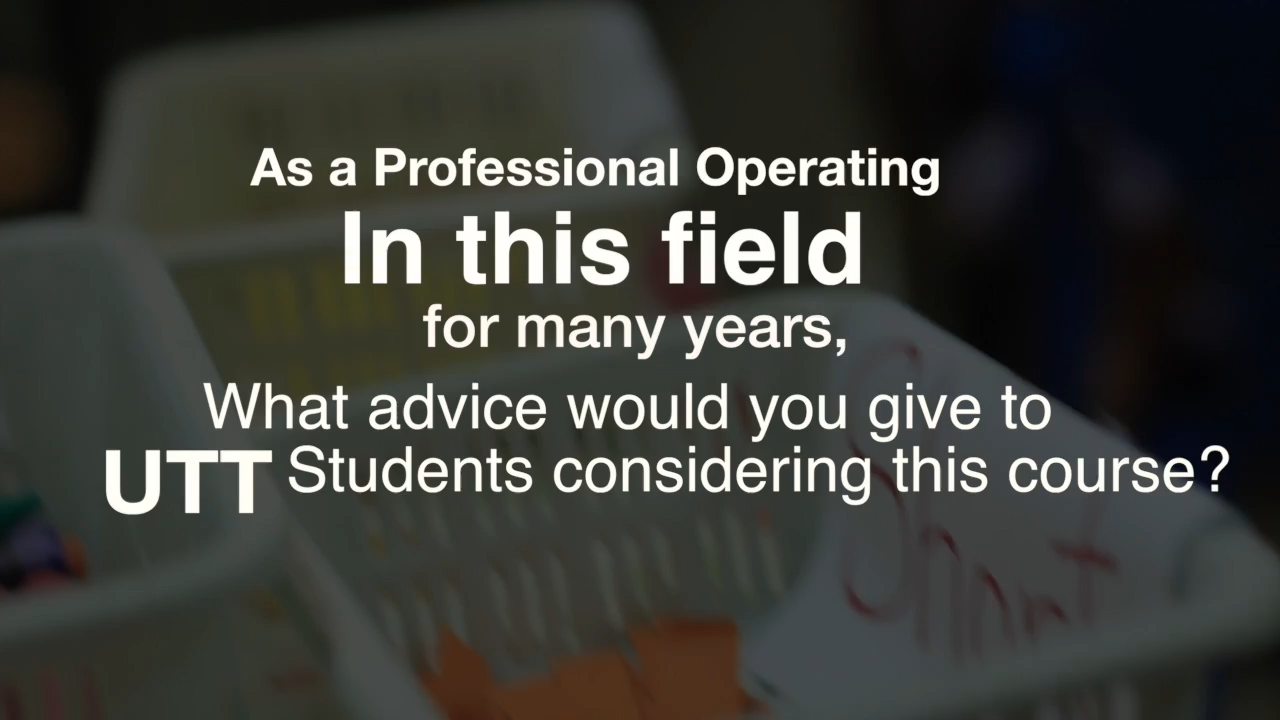 As a Professional Operating
In this field
for many years,
What advice would you give to
UTT Students considering this course?
Short